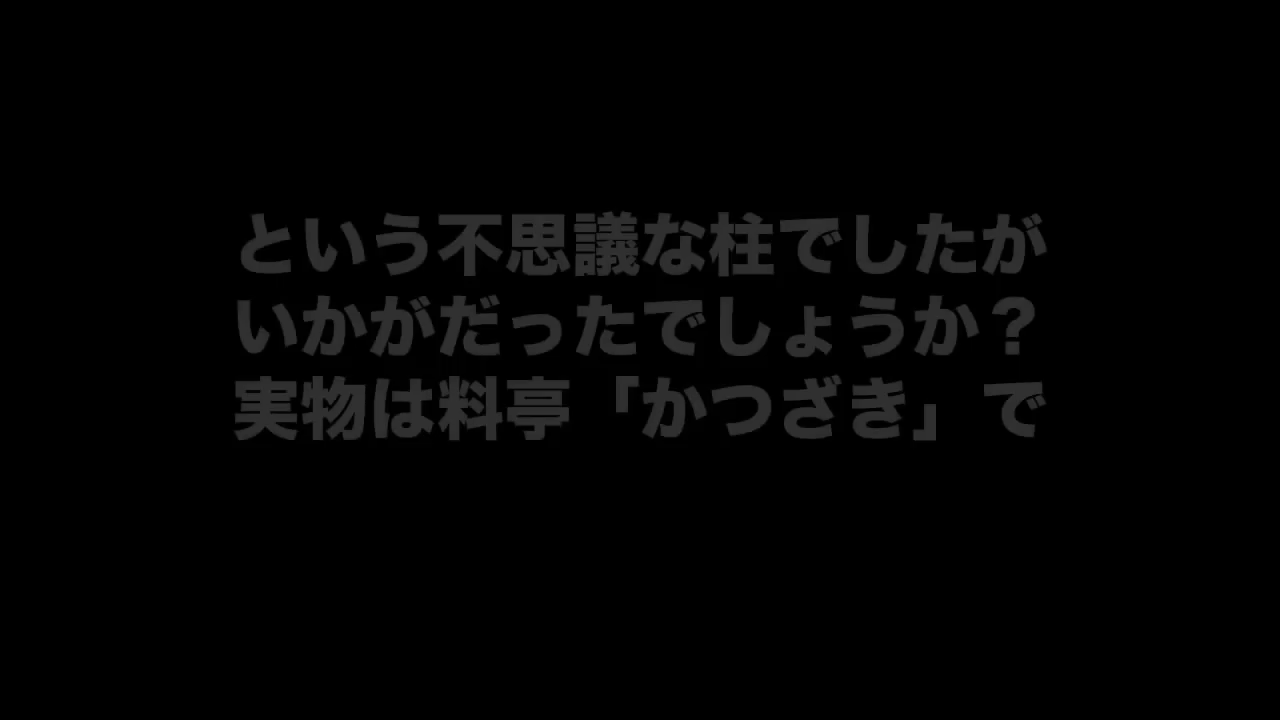 という不思議な柱でしたが
いかがだったでしょうか？
実物は料亭「かつざき」で